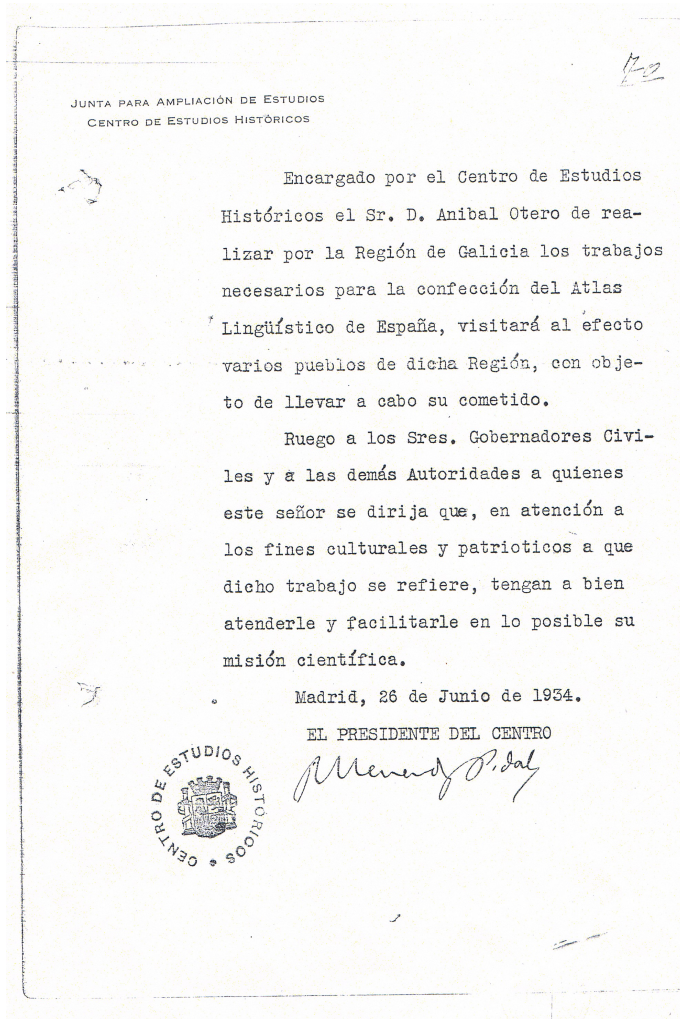 JUNTA PARA AMPLIACIÓN DE ESTUDIOS
CENTRO DE ESTUDIOS HISTÓRICOS
Encargado por el Centro de Estudios
Históricos el Sr. D. Anibal Otero de rea-
lizar por la Región de Galicia los trabajos
necesarios para la confección del Atlas
Lingüístico de España, visitará al efecto
varios pueblos de dicha Región, con obje-
to de llevar a cabo su cometido.
Ruego a los Sres. Gobernadores Civi-
les y a las demás Autoridades a quienes
este señor se dirija que, en atención a
los fines culturales y patrioticos a que
dicho trabajo se refiere, tengan a bien
atenderle y facilitarle en lo posible su
misión científica.
Madrid, 26 de Junio de 1934.
EL PRESIDENTE DEL CENTRO
R Menendez Pidal
CENTRO DE ESTUDIOS HISTÓRICOS